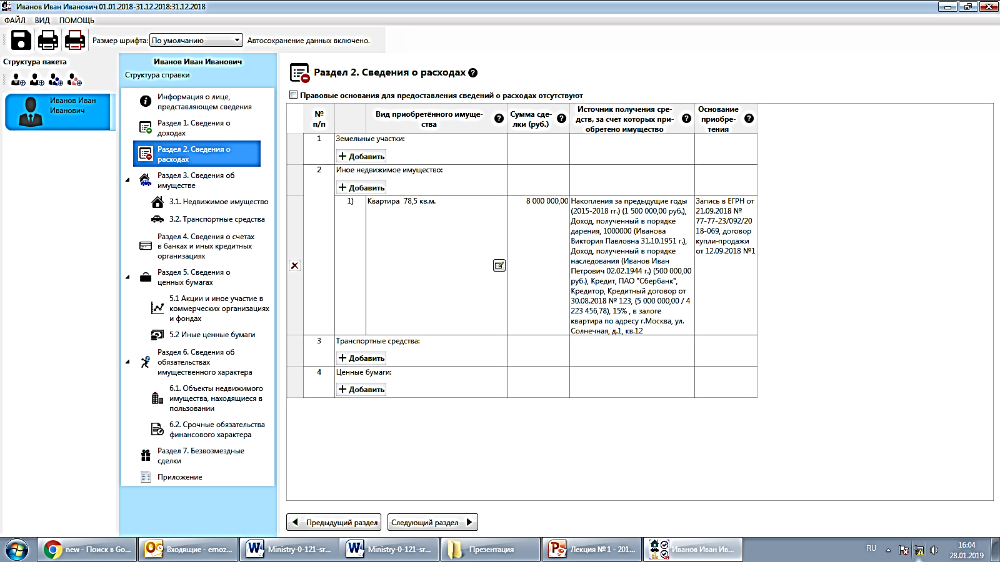 Иванов Иван Иванович 01.01.2018-31.12.2018:31.12.2018
ФАЙЛ ВИД ПОМОЩЬ
Размер шрифта: По умолчанию Автосохранение данных включено.
Структура пакета
Иванов Иван
Иванович
Иванов Иван Иванович
Структура справки
Информация о лице,
представляющем сведения
Раздел 1. Сведения о
доходах
Раздел 2. Сведения о
расходах
Раздел 3. Сведения об
имуществе
3.1. Недвижимое имущество
3.2. Транспортные средства
Раздел 4. Сведения о счетах
в банках и иных кредитных
организациях
Раздел 5. Сведения о
ценных бумагах
5.1 Акции и иное участие в
коммерческих организациях
и фондах
5.2 Иные ценные бумаги
Раздел 6. Сведения об
обязательствах
имущественного характера
6.1. Объекты недвижимого
имущества, находящиеся в
пользовании
6.2. Срочные обязательства
финансового характера
Раздел 7. Безвозмездные
сделки
Приложение
Раздел 2. Сведения о расходах
Правовые основания для предоставления сведений о расходах отсутствуют
№
п/п
Вид приобретённого имуще-
ства
Сумма сде-
лки (руб.)
Источник получения сре-
дств, за счет которых при-
обретено имущество
Основание
приобре-
тения
1 Земельные участки:
Добавить
2 Иное недвижимое имущество:
Добавить
1) Квартира 78,5 кв.м.
8 000 000,00
Накопления за предыдущие годы
(2015-2018 гг.) (1 500 000,00 руб.),
Доход, полученный в порядке
дарения, 1000000 (Иванова
Виктория Павловна 31.10.1951 г.),
Доход, полученный в порядке
наследования (Иванов Иван
Петрович 02.02.1944 г.) (500 000,00
руб.), Кредит, ПАО "Сбербанк",
Кредитор, Кредитный договор от
30.08.2018 № 123, (5 000 000,00 / 4
223 456,78), 15% , в залоге
квартира по адресу г.Москва, ул.
Солнечная, д.1, кв.12
Запись в ЕГРН от
21.09.2018 №
77-77-23/092/20
18-069, договор
купли-продажи
от 12.09.2018 №1
3 Транспортные средства:
Добавить
4 Ценные бумаги:
Добавить
Предыдущий раздел Следующий раздел
new - Поиск в Go... Входящие - emoz... Ministry-0-121-sr... Ministry-0-121-sr... Презентация Лекция № 1 - 201... Иванов Иван Ив...
RU
16:04
28.01.2019